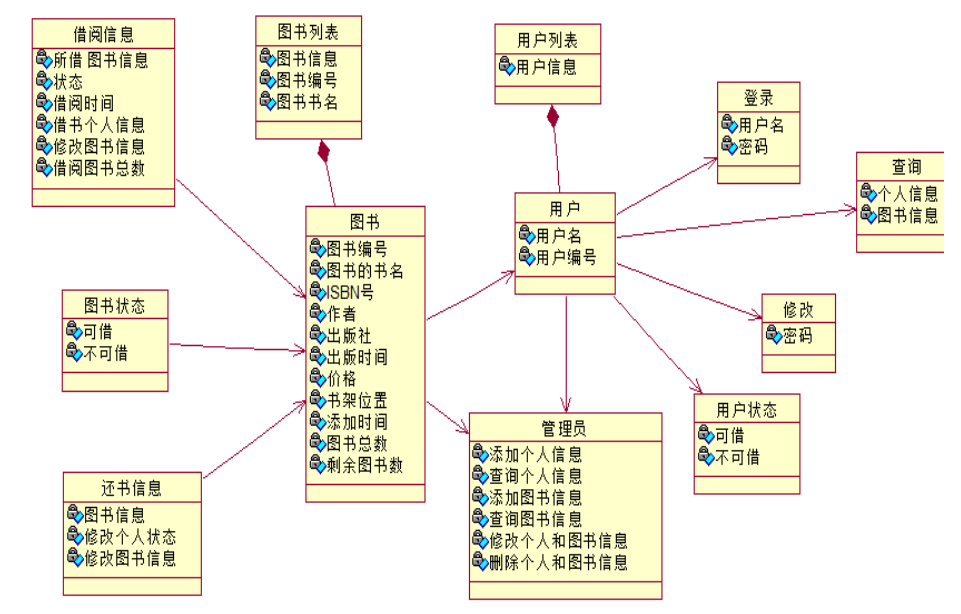 借阅信息
所借 图书信息
状态
借阅时间
借书个人信息
修改图书信息
借阅图书总数
图书列表
图书信息
图书编号
图书书名
用户列表
用户信息
登录
用户名
密码
查询
个人信息
图书信息
图书
图书编号
图书的书名
ISBN号
作者
出版社
出版时间
价格
书架位置
添加时间
图书总数
剩余图书数
用户
用户名
用户编号
图书状态
可借
不可借
修改
密码
用户状态
可借
不可借
管理员
添加个人信息
查询个人信息
添加图书信息
查询图书信息
修改个人和图书信息
删除个人和图书信息
还书信息
图书信息
修改个人状态
修改图书信息